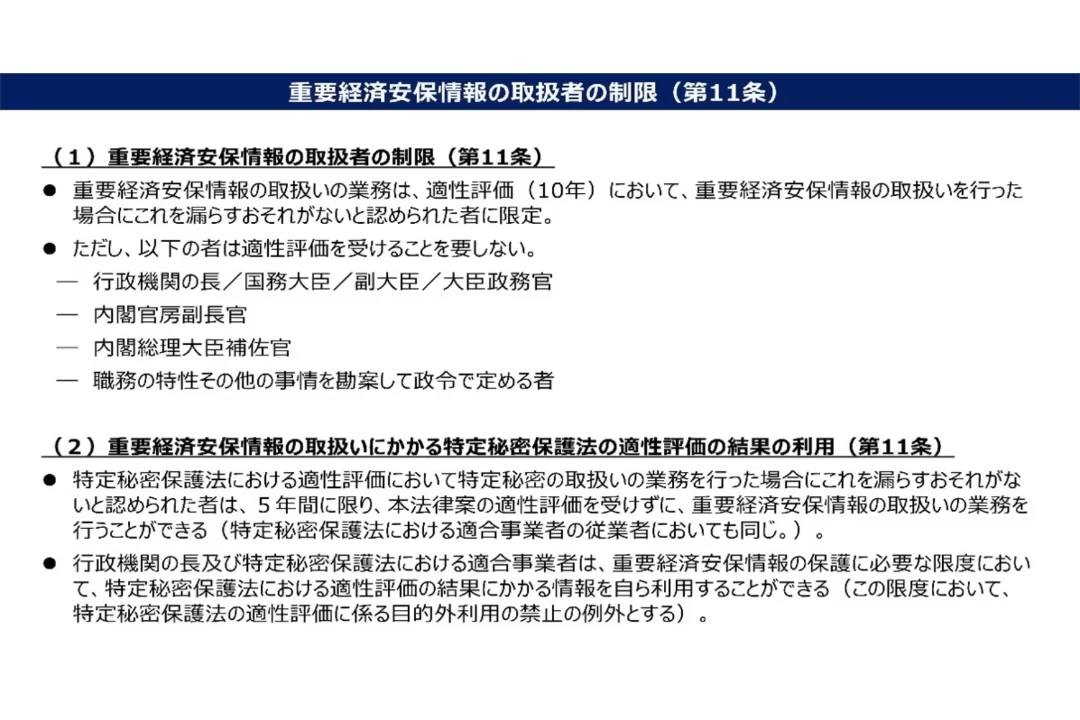 重要経済安保情報の取扱者の制限（第11条）
（１）重要経済安保情報の取扱者の制限（第11条）
● 重要経済安保情報の取扱いの業務は、適性評価（10年）において、重要経済安保情報の取扱いを行った
場合にこれを漏らすおそれがないと認められた者に限定。
● ただし、以下の者は適性評価を受けることを要しない。
― 行政機関の長／国務大臣／副大臣／大臣政務官
― 内閣官房副長官
― 内閣総理大臣補佐官
― 職務の特性その他の事情を勘案して政令で定める者
（２）重要経済安保情報の取扱いにかかる特定秘密保護法の適性評価の結果の利用（第11条）
● 特定秘密保護法における適性評価において特定秘密の取扱いの業務を行った場合にこれを漏らすおそれがな
いと認められた者は、５年間に限り、本法律案の適性評価を受けずに、重要経済安保情報の取扱いの業務を
行うことができる（特定秘密保護法における適合事業者の従業者においても同じ。）。
● 行政機関の長及び特定秘密保護法における適合事業者は、重要経済安保情報の保護に必要な限度におい
て、特定秘密保護法における適性評価の結果にかかる情報を自ら利用することができる（この限度において、
特定秘密保護法の適性評価に係る目的外利用の禁止の例外とする）。